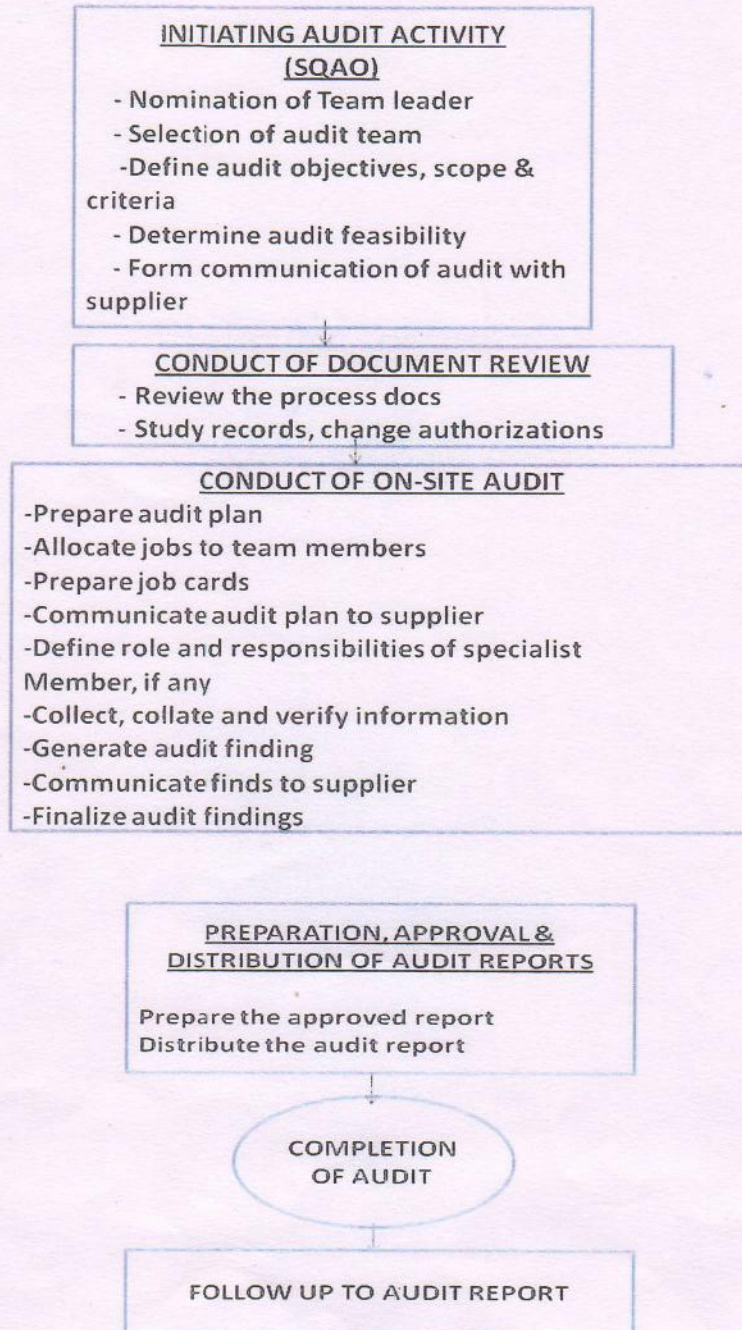 INITIATING AUDIT ACTIVITY
(SQAO)
- Nomination of Team leader
- Selection of audit team
-Define audit objectives, scope &
criteria
- Determine audit feasibility
- Form communication of audit with
supplier
CONDUCT OF DOCUMENT REVIEW
- Review the process docs
- Study records, change authorizations
CONDUCT OF ON-SITE AUDIT
-Prepare audit plan
-Allocate jobs to team members
-Prepare job cards
-Communicate audit plan to supplier
-Define role and responsibilities of specialist
Member, if any
-Collect, collate and verify information
-Generate audit finding
-Communicate finds to supplier
-Finalize audit findings
PREPARATION, APPROVAL &
DISTRIBUTION OF AUDIT REPORTS
Prepare the approved report
Distribute the audit report
COMPLETION
OF AUDIT
FOLLOW UP TO AUDIT REPORT